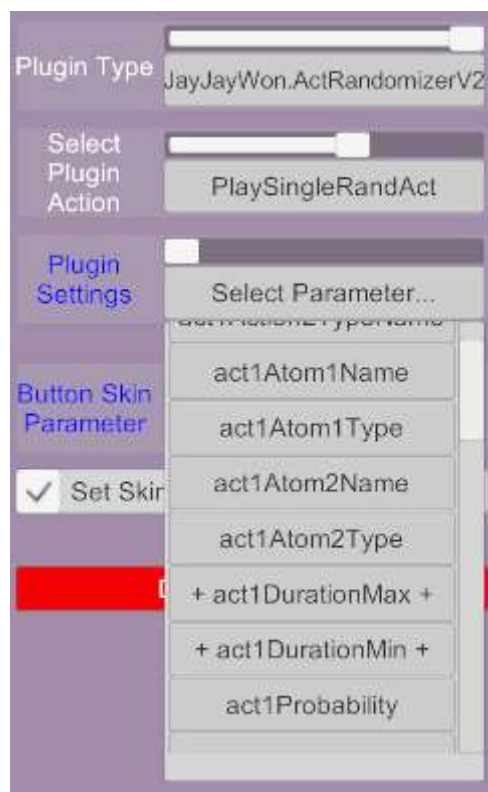 Plugin Type
JayJayWon.ActRandomizerV2
Select
Plugin
Action
PlaySingleRandAct
Plugin
Settings
Select Parameter...
act1Action2TypeName
act1Atom1Name
Button Skin
Parameter
act1Atom1Type
Set Skin
act1Atom2Name
act1Atom2Type
+ act1DurationMax +
+ act1DurationMin +
act1Probability